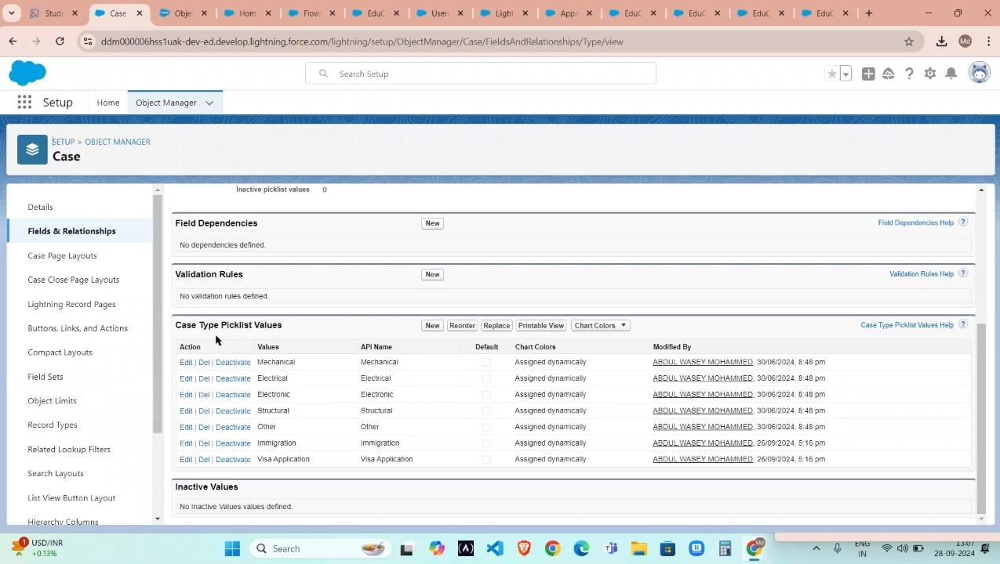 Stude
Case
Obje
Hom
Flow
EduC
User
Light
Appr
EduC
EduC
EduC
EduC
ddm000006hss1uak-dev-ed.develop.lightning.force.com/lightning/setup/ObjectManager/Case/FieldsAndRelationships/Type/view
Md
Search Setup
Setup
Home
Object Manager
SETUP > OBJECT MANAGER
Case
Details
Fields & Relationships
Case Page Layouts
Case Close Page Layouts
Lightning Record Pages
Buttons, Links, and Actions
Compact Layouts
Field Sets
Object Limits
Record Types
Related Lookup Filters
Search Layouts
List View Button Layout
Hierarchy Columns
Inactive picklist values 0
Field Dependencies New Field Dependencies Help ?
No dependencies defined.
Validation Rules New Validation Rules Help ?
No validation rules defined.
Case Type Picklist Values New Reorder Replace Printable View Chart Colors Case Type Picklist Values Help ?
Action Values API Name Default Chart Colors Modified By
Edit | Del | Deactivate Mechanical Mechanical Assigned dynamically ABDUL WASEY MOHAMMED, 30/06/2024, 8:48 pm
Edit | Del | Deactivate Electrical Electrical Assigned dynamically ABDUL WASEY MOHAMMED, 30/06/2024, 8:48 pm
Edit | Del | Deactivate Electronic Electronic Assigned dynamically ABDUL WASEY MOHAMMED, 30/06/2024, 8:48 pm
Edit | Del | Deactivate Structural Structural Assigned dynamically ABDUL WASEY MOHAMMED, 30/06/2024, 8:48 pm
Edit | Del | Deactivate Other Other Assigned dynamically ABDUL WASEY MOHAMMED, 30/06/2024, 8:48 pm
Edit | Del | Deactivate Immigration Immigration Assigned dynamically ABDUL WASEY MOHAMMED, 26/09/2024, 5:16 pm
Edit | Del | Deactivate Visa Application Visa Application Assigned dynamically ABDUL WASEY MOHAMMED, 26/09/2024, 5:16 pm
Inactive Values
No Inactive Values values defined.
1
USD/INR
+0.13%
Search
Md
ENG
IN
13:07
28-09-2024